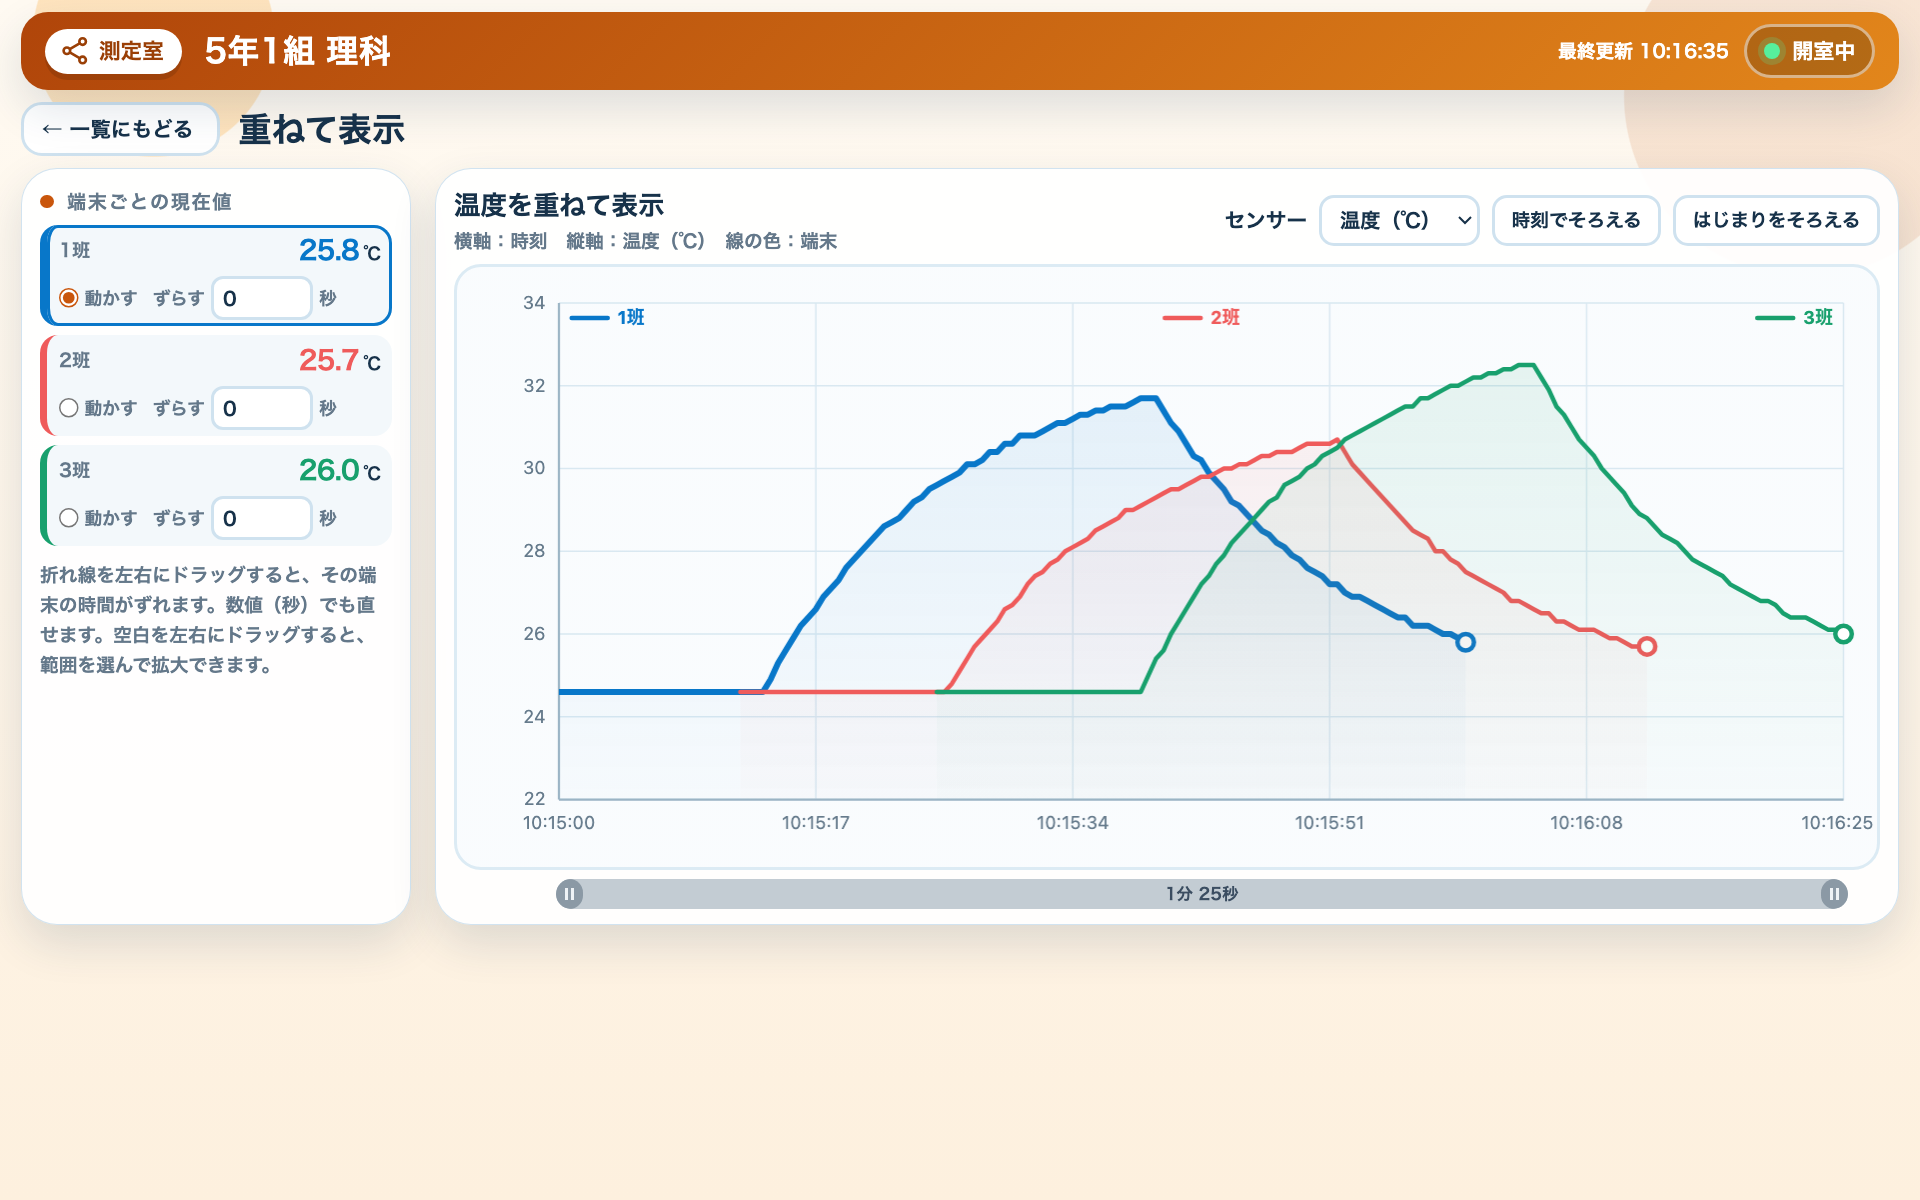 測定室
5年1組 理科
最終更新 10:16:35
開室中
← 一覧にもどる
重ねて表示
端末ごとの現在値
1班
25.8 ℃
動かす ずらす 0 秒
2班
25.7 ℃
動かす ずらす 0 秒
3班
26.0 ℃
動かす ずらす 0 秒
折れ線を左右にドラッグすると、その端
末の時間がずれます。数値（秒）でも直
せます。空白を左右にドラッグすると、
範囲を選んで拡大できます。
温度を重ねて表示
横軸：時刻 縦軸：温度（℃） 線の色：端末
センサー
温度（℃）
時刻でそろえる
はじまりをそろえる
1班
2班
3班
34
32
30
28
26
24
22
10:15:00
10:15:17
10:15:34
10:15:51
10:16:08
10:16:25
1分 25秒